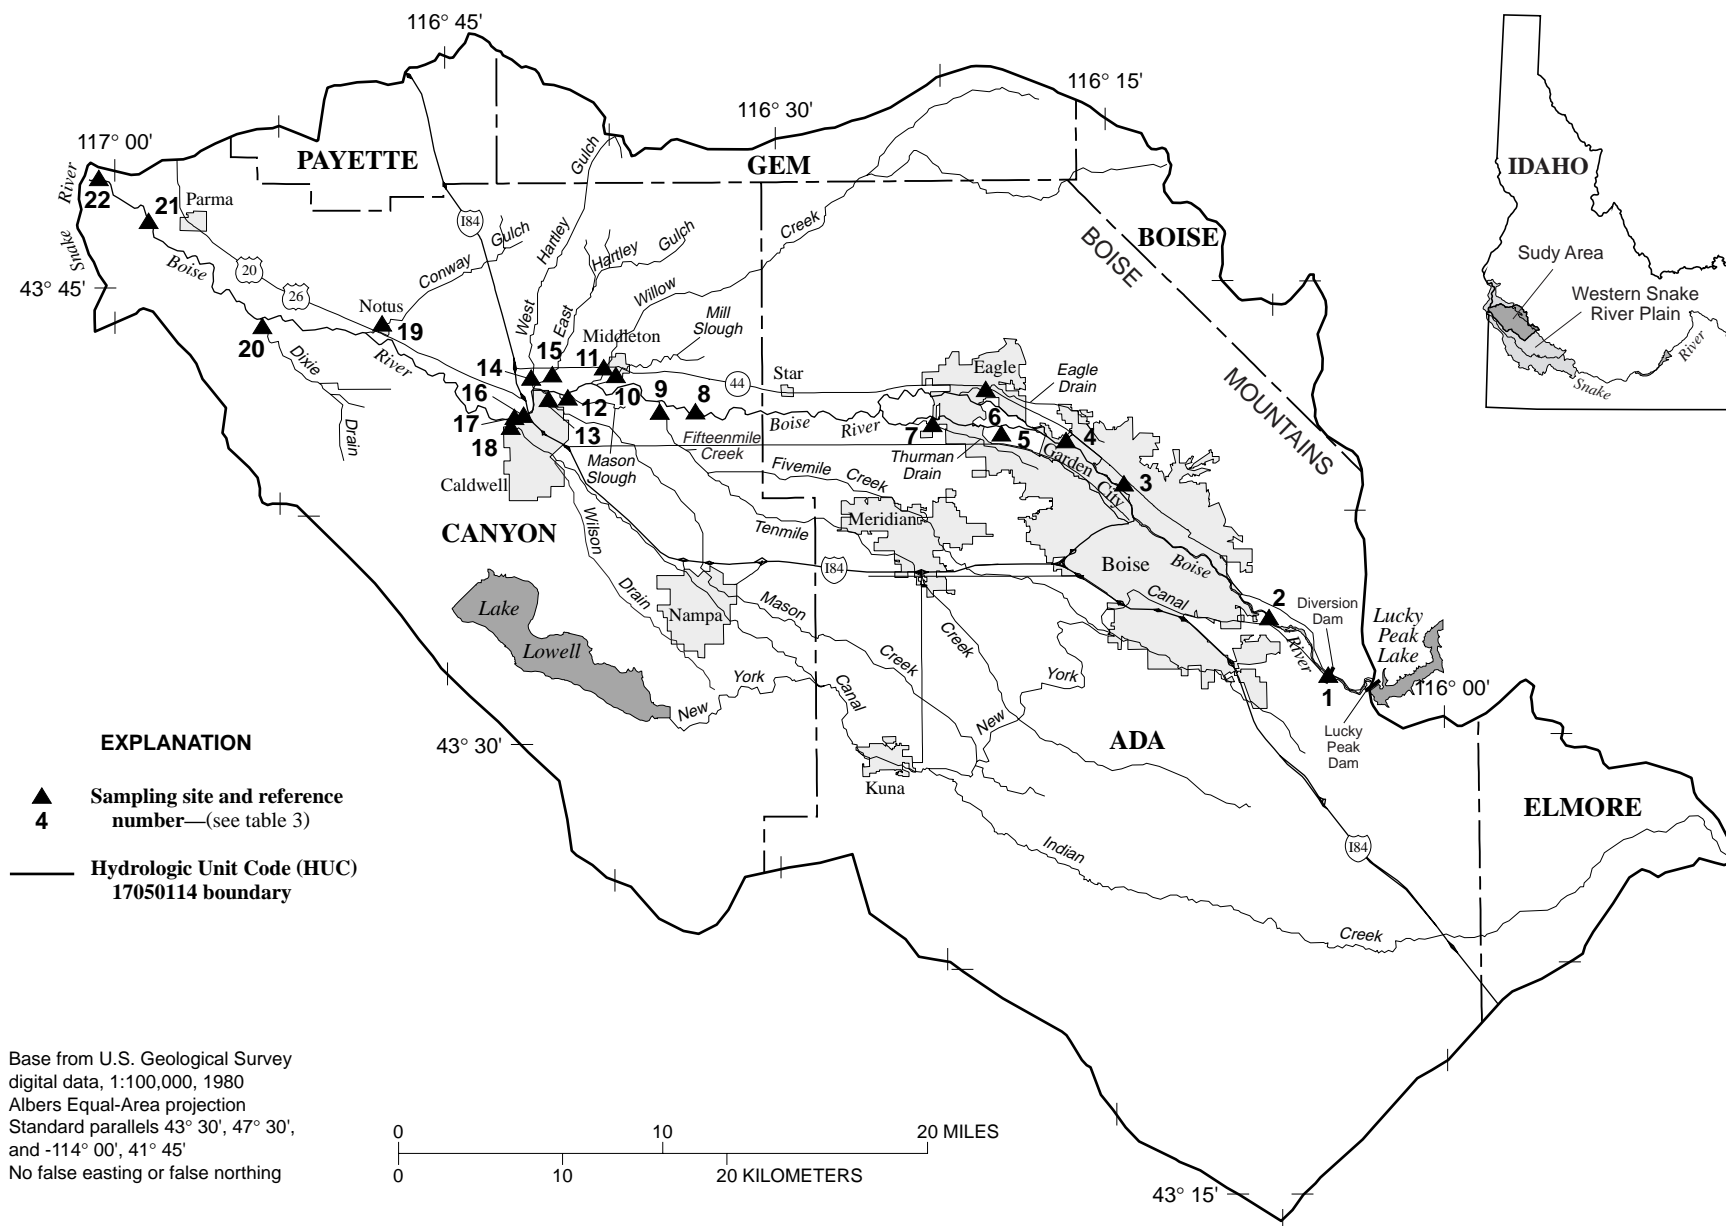 116° 45'
116° 15'
116° 30'
117° 00'
PAYETTE
GEM
Gulch
River
22
21
Parma
Snake
I84
Hartley
Gulch
Conway
Hartley
Gulch
Creek
Boise
20
26
43° 45'
BOISE
BOISE
MOUNTAINS
IDAHO
Sudy Area
Western Snake
River Plain
River
Snake
Notus
19
20
Dixie
Drain
River
West
East
Willow
Mill
Slough
Middleton
14
15
11
16
17
18
12
13
10
9
8
44
Star
Eagle
Eagle
Drain
Boise
River
7
6
5
4
3
Thurman
Drain
Garden
City
Fifteenmile
Creek
Mason
Slough
Caldwell
Fivemile
Creek
Meridian
Tenmile
Wilson
Drain
CANYON
I84
Boise
Boise
River
Canal
2
Diversion
Dam
Lucky
Peak
Lake
116° 00'
1
Lucky
Peak
Dam
Lake
Lowell
Nampa
Mason
Creek
Creek
York
New
York
Canal
New
43° 30'
Kuna
ADA
ELMORE
I84
Indian
Creek
EXPLANATION
Sampling site and reference
4 number—(see table 3)
Hydrologic Unit Code (HUC)
17050114 boundary
Base from U.S. Geological Survey
digital data, 1:100,000, 1980
Albers Equal-Area projection
Standard parallels 43° 30', 47° 30',
and -114° 00', 41° 45'
No false easting or false northing
0 10 20 MILES
0 10 20 KILOMETERS
43° 15'